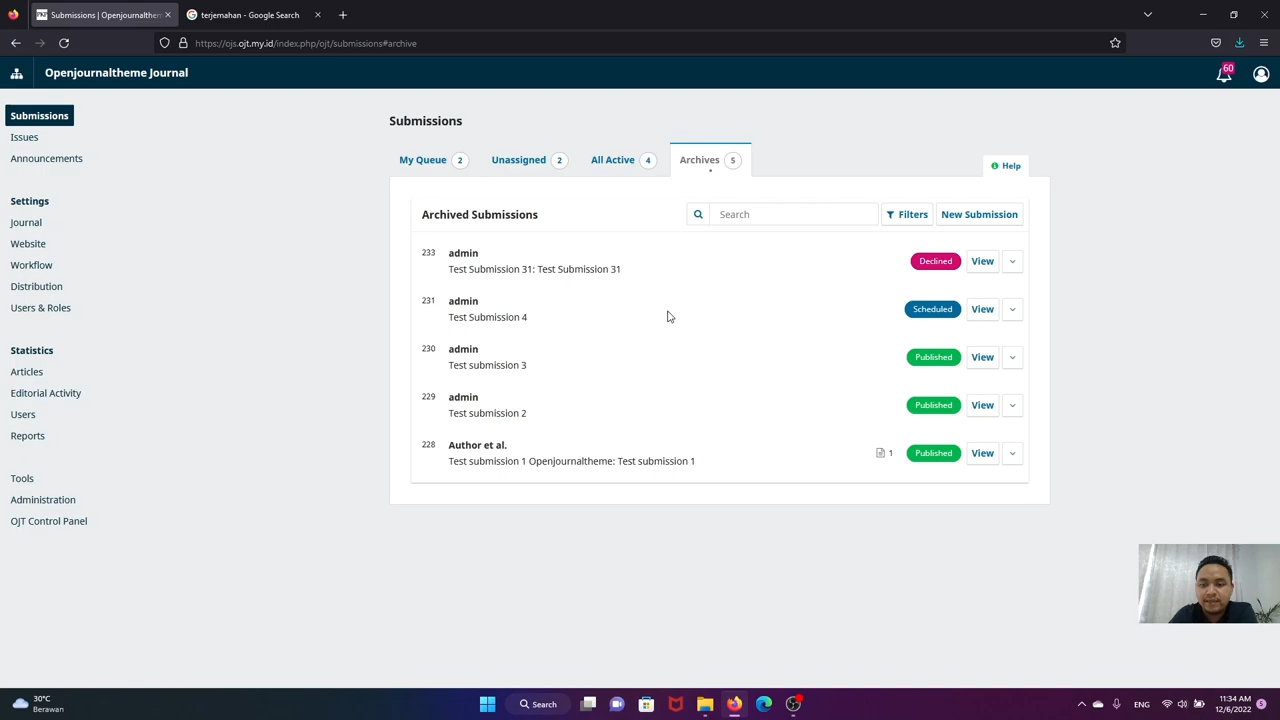 Submissions | Openjournalthem
terjemahan - Google Search
https://ojs.ojt.my.id/index.php/ojt/submissions#archive
Openjournaltheme Journal
60
Submissions
Issues
Announcements
Settings
Journal
Website
Workflow
Distribution
Users & Roles
Statistics
Articles
Editorial Activity
Users
Reports
Tools
Administration
OJT Control Panel
Submissions
My Queue 2
Unassigned 2
All Active 4
Archives 5
Help
Archived Submissions
Search
Filters
New Submission
233 admin
Test Submission 31: Test Submission 31
Declined View
231 admin
Test Submission 4
Scheduled View
230 admin
Test submission 3
Published View
229 admin
Test submission 2
Published View
228 Author et al.
Test submission 1 Openjournaltheme: Test submission 1
1 Published View
30°C
Berawan
Search
ENG
11:34 AM
12/6/2022
5